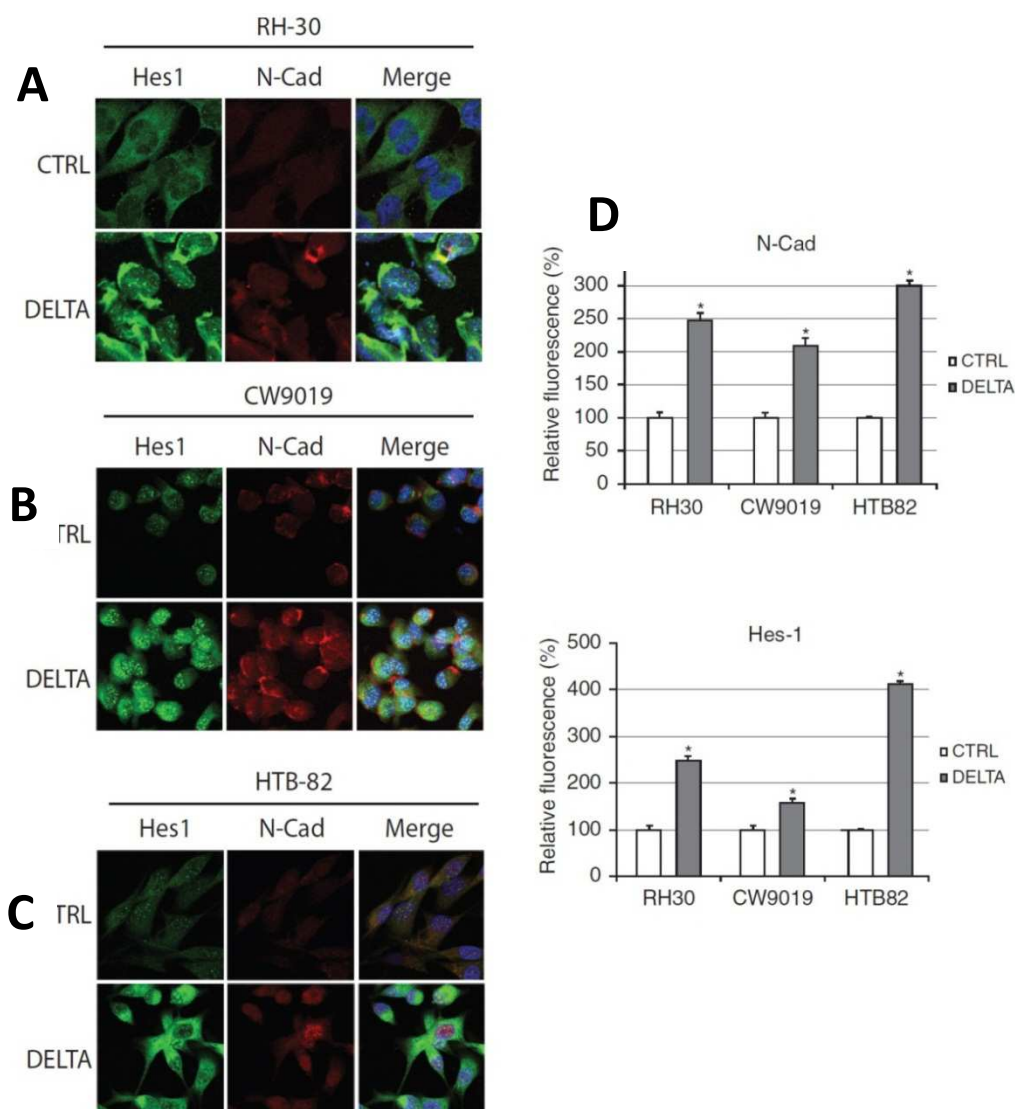 A
RH-30
Hes1 N-Cad Merge
CTRL
DELTA
B
CW9019
Hes1 N-Cad Merge
TRL
DELTA
C
HTB-82
Hes1 N-Cad Merge
TRL
DELTA
D
N-Cad
Relative fluorescence (%)
300
250
200
150
100
50
0
* * *
RH30 CW9019 HTB82
CTRL
DELTA
Hes-1
Relative fluorescence (%)
500
400
300
200
100
0
* * *
RH30 CW9019 HTB82
CTRL
DELTA